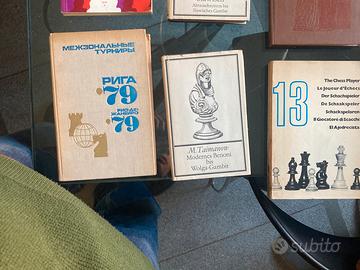 Slawisches Gambit
МЕЖЗОНАЛЬНЫЕ
ТУРНИРЫ
РИГА
'79
РИО-ДЕ-
ЖАНЕЙРО
'79
M. Taimanow
Modernes Benoni
bis
Wolga-Gambit
13
The Chess Player
Le Joueur d'Echecs
Der Schachspieler
De Schaakspeler
Schackspelaren
Il Giocatore di Scacchi
El Ajedrecista
subito